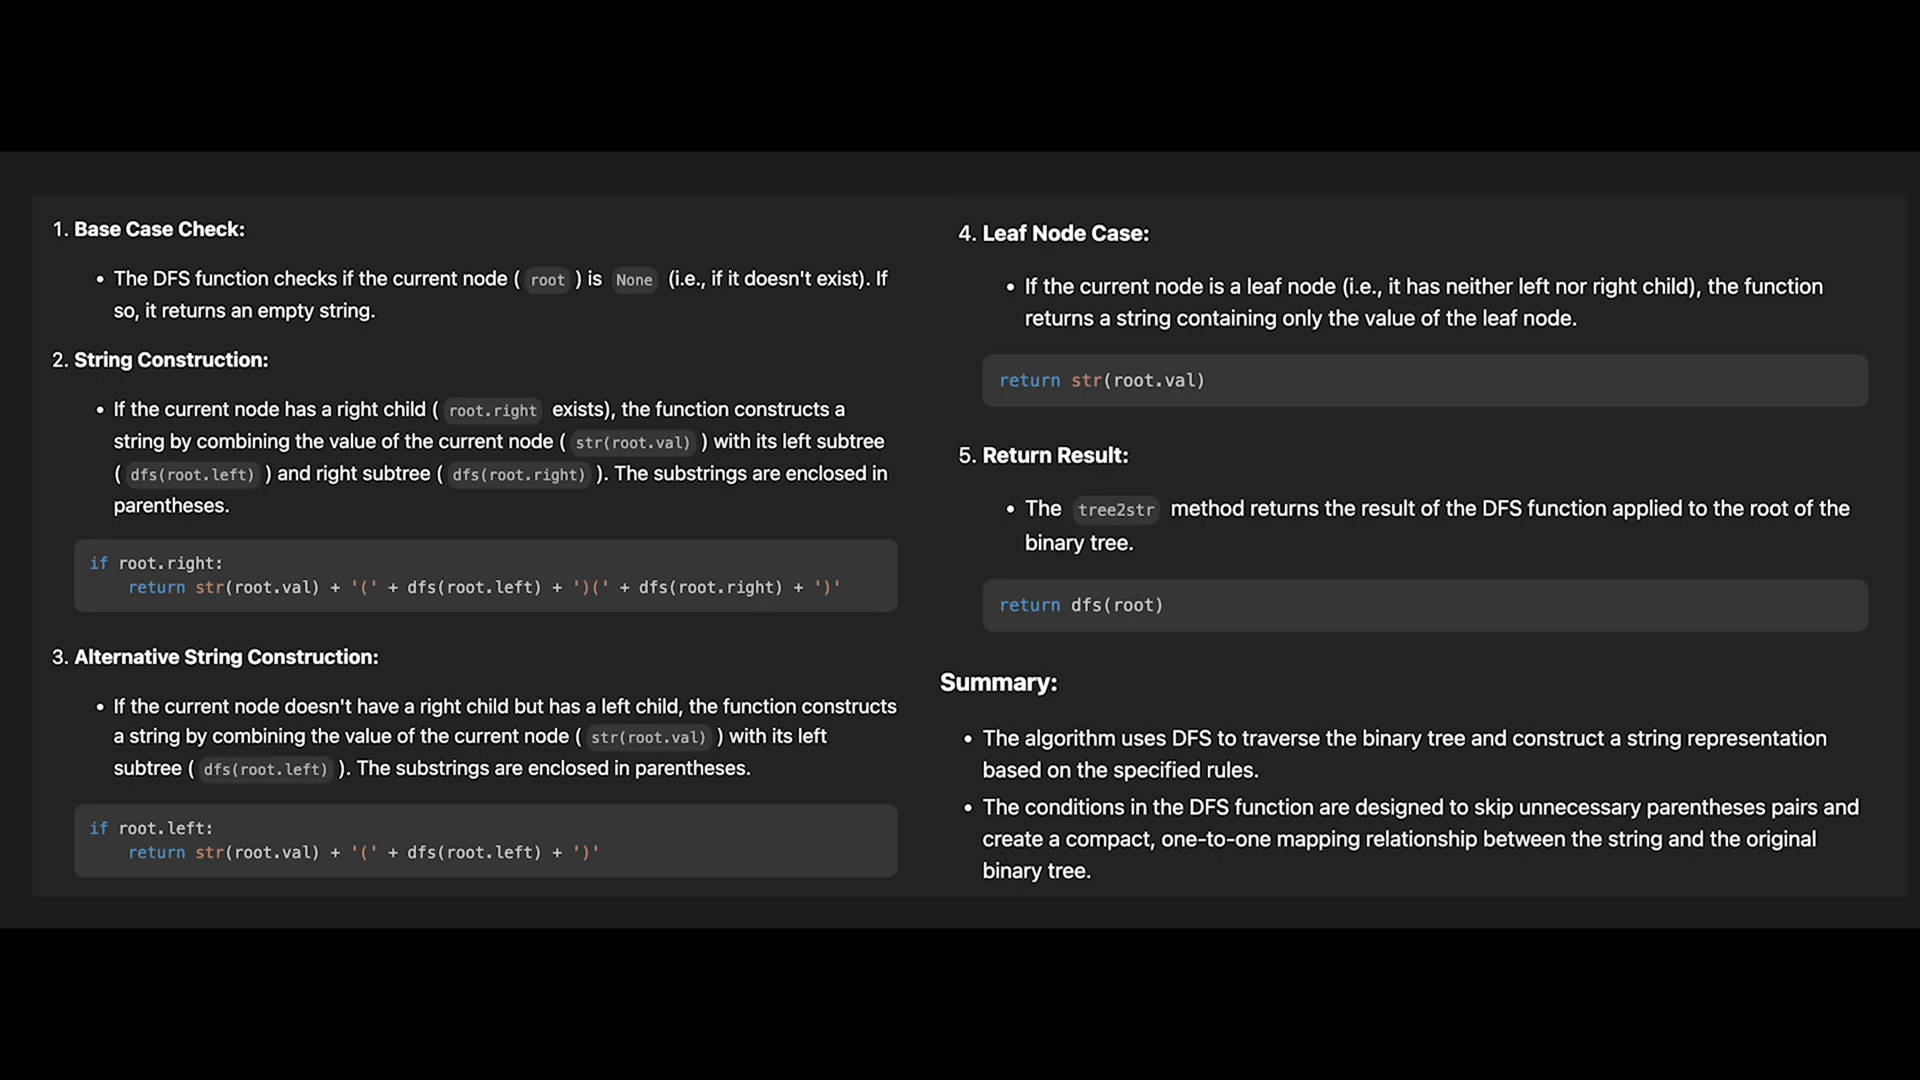 1. Base Case Check:
• The DFS function checks if the current node ( root ) is None (i.e., if it doesn't exist). If
so, it returns an empty string.
2. String Construction:
• If the current node has a right child ( root.right exists), the function constructs a
string by combining the value of the current node ( str(root.val) ) with its left subtree
( dfs(root.left) ) and right subtree ( dfs(root.right) ). The substrings are enclosed in
parentheses.
if root.right:
    return str(root.val) + '(' + dfs(root.left) + ')(' + dfs(root.right) + ')'
3. Alternative String Construction:
• If the current node doesn't have a right child but has a left child, the function constructs
a string by combining the value of the current node ( str(root.val) ) with its left
subtree ( dfs(root.left) ). The substrings are enclosed in parentheses.
if root.left:
    return str(root.val) + '(' + dfs(root.left) + ')'
4. Leaf Node Case:
• If the current node is a leaf node (i.e., it has neither left nor right child), the function
returns a string containing only the value of the leaf node.
return str(root.val)
5. Return Result:
• The tree2str method returns the result of the DFS function applied to the root of the
binary tree.
return dfs(root)
Summary:
• The algorithm uses DFS to traverse the binary tree and construct a string representation
based on the specified rules.
• The conditions in the DFS function are designed to skip unnecessary parentheses pairs and
create a compact, one-to-one mapping relationship between the string and the original
binary tree.